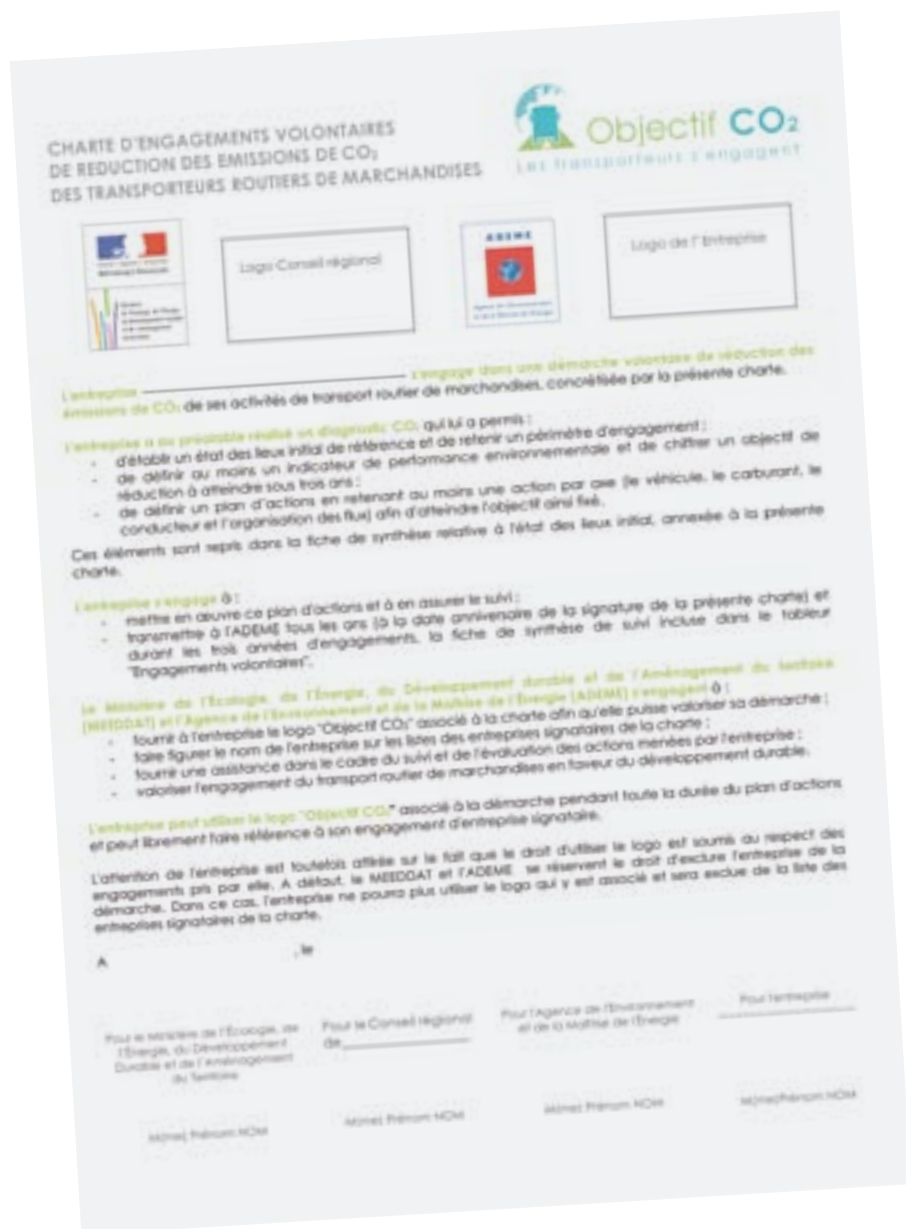 CHARTE D'ENGAGEMENTS VOLONTAIRES
DE REDUCTION DES EMISSIONS DE CO₂
DES TRANSPORTEURS ROUTIERS DE MARCHANDISES
Objectif CO₂
Les transporteurs s'engagent
Logo Conseil régional
ADEME
Logo de l'Entreprise
L'entreprise s'engage dans une démarche volontaire de réduction des
émissions de CO₂ de ses activités de transport routier de marchandises, concrétisée par la présente charte.
L'entreprise a au préalable réalisé un diagnostic CO₂ qui lui a permis :
- d'établir un état des lieux initial de référence et de retenir un périmètre d'engagement ;
- de définir au moins un indicateur de performance environnementale et de chiffrer un objectif de
réduction à atteindre sous trois ans ;
- de définir un plan d'actions en retenant au moins une action par axe (le véhicule, le carburant, le
conducteur et l'organisation des flux) afin d'atteindre l'objectif ainsi fixé.
Ces éléments sont repris dans la fiche de synthèse relative à l'état des lieux initial, annexée à la présente
charte.
L'entreprise s'engage à :
- mettre en œuvre ce plan d'actions et à en assurer le suivi ;
- transmettre à l'ADEME tous les ans (à la date anniversaire de la signature de la présente charte) et
durant les trois années d'engagements, la fiche de synthèse de suivi incluse dans le tableur
"Engagements volontaires".
Le Ministère de l'Écologie, de l'Énergie, du Développement durable et de l'Aménagement du territoire
(MEEDDAT) et l'Agence de l'Environnement et de la Maîtrise de l'Énergie (ADEME) s'engagent à :
- fournir à l'entreprise le logo "Objectif CO₂" associé à la charte afin qu'elle puisse valoriser sa démarche ;
- faire figurer le nom de l'entreprise sur les listes des entreprises signataires de la charte ;
- fournir une assistance dans le cadre du suivi et de l'évaluation des actions menées par l'entreprise ;
- valoriser l'engagement du transport routier de marchandises en faveur du développement durable.
L'entreprise peut utiliser le logo "Objectif CO₂" associé à la démarche pendant toute la durée du plan d'actions
et peut librement faire référence à son engagement d'entreprise signataire.
L'attention de l'entreprise est toutefois attirée sur le fait que le droit d'utiliser le logo est soumis au respect des
engagements pris par elle. A défaut, le MEEDDAT et l'ADEME se réservent le droit d'exclure l'entreprise de la
démarche. Dans ce cas, l'entreprise ne pourra plus utiliser le logo qui y est associé et sera exclue de la liste des
entreprises signataires de la charte.
A , le
Pour le Ministère de l'Écologie, de
l'Énergie, du Développement
Durable et de l'Aménagement
du Territoire
Pour le Conseil régional
de
Pour l'Agence de l'Environnement
et de la Maîtrise de l'Energie
Pour l'entreprise
M(me) Prénom NOM
M(me) Prénom NOM
M(me) Prénom NOM
M(me)Prénom NOM